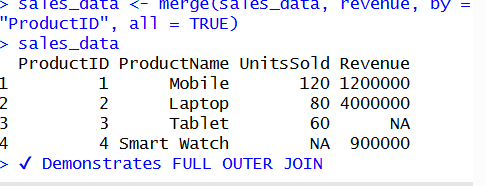 > sales_data <- merge(sales_data, revenue, by =
"ProductID", all = TRUE)
> sales_data
  ProductID ProductName UnitsSold Revenue
1         1      Mobile       120 1200000
2         2      Laptop        80 4000000
3         3      Tablet        60      NA
4         4 Smart Watch        NA  900000
> ✔ Demonstrates FULL OUTER JOIN